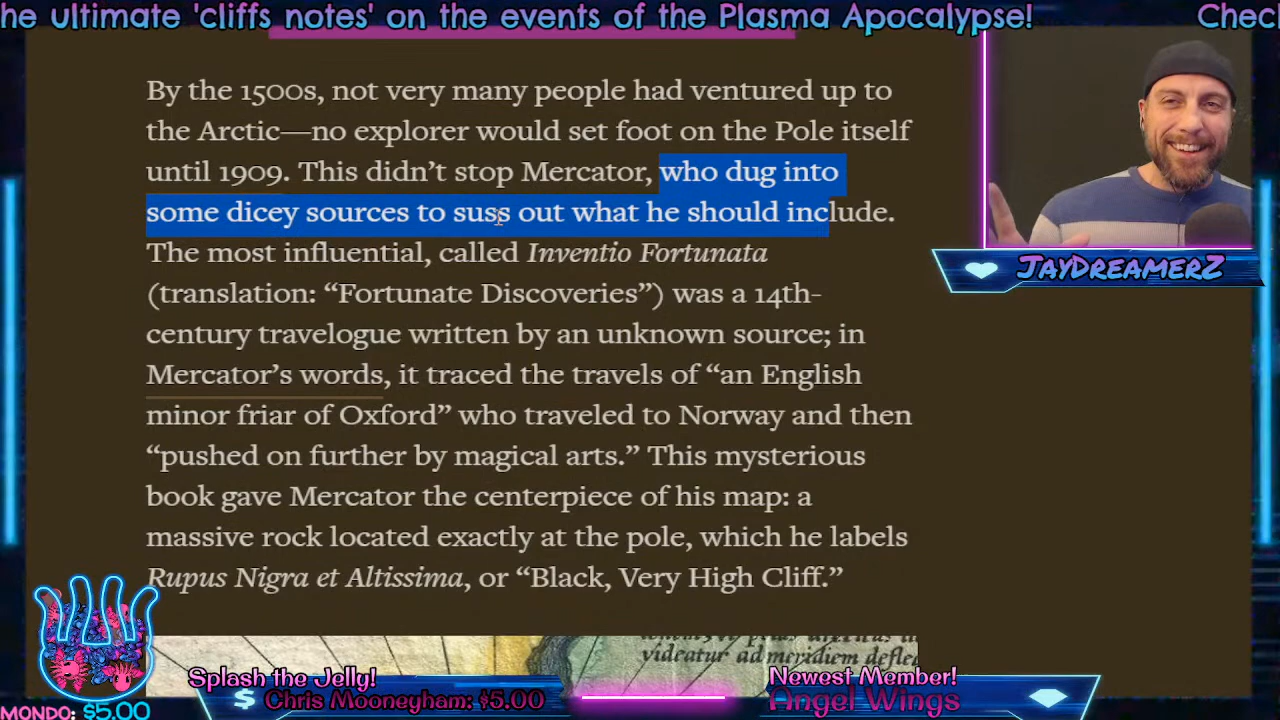 he ultimate 'cliffs notes' on the events of the Plasma Apocalypse!
Chec
By the 1500s, not very many people had ventured up to
the Arctic—no explorer would set foot on the Pole itself
until 1909. This didn’t stop Mercator, who dug into
some dicey sources to suss out what he should include.
The most influential, called Inventio Fortunata
(translation: “Fortunate Discoveries”) was a 14th-
century travelogue written by an unknown source; in
Mercator’s words, it traced the travels of “an English
minor friar of Oxford” who traveled to Norway and then
“pushed on further by magical arts.” This mysterious
book gave Mercator the centerpiece of his map: a
massive rock located exactly at the pole, which he labels
Rupus Nigra et Altissima, or “Black, Very High Cliff.”
JayDreamerZ
videatur ad meridiem defle
Splash the Jelly!
$ Chris Mooneyham: $5.00
Newest Member!
Angel Wings
MONDO: $5.00